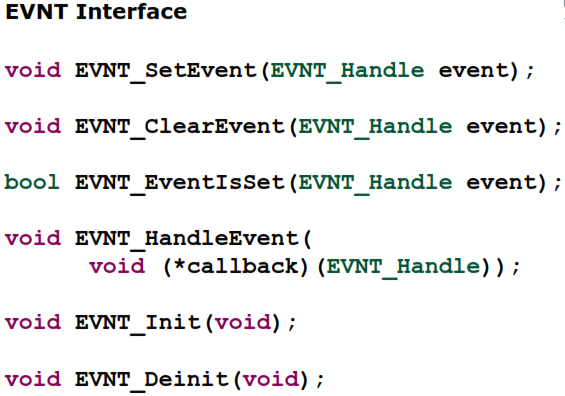 EVNT Interface
void EVNT_SetEvent(EVNT_Handle event);
void EVNT_ClearEvent(EVNT_Handle event);
bool EVNT_EventIsSet(EVNT_Handle event);
void EVNT_HandleEvent(
void (*callback)(EVNT_Handle));
void EVNT_Init(void);
void EVNT_Deinit(void);